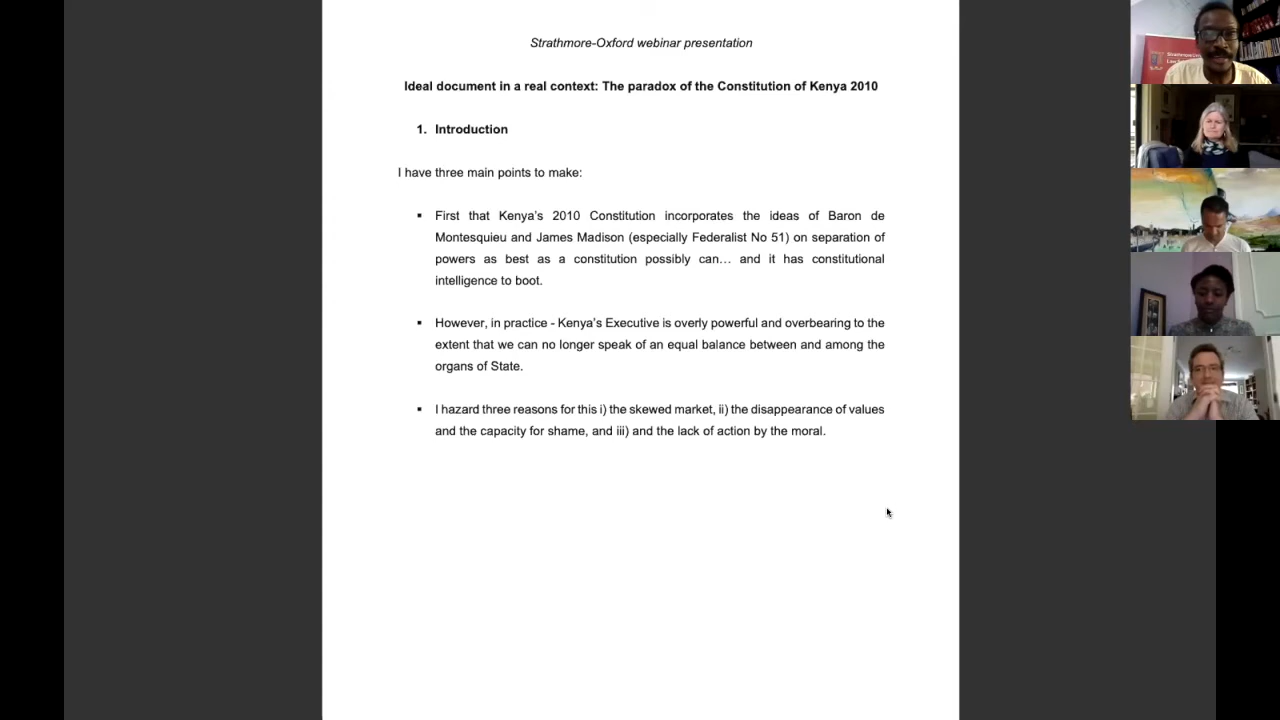 Strathmore-Oxford webinar presentation
Ideal document in a real context: The paradox of the Constitution of Kenya 2010
1. Introduction
I have three main points to make:
▪ First that Kenya's 2010 Constitution incorporates the ideas of Baron de
Montesquieu and James Madison (especially Federalist No 51) on separation of
powers as best as a constitution possibly can… and it has constitutional
intelligence to boot.
▪ However, in practice - Kenya's Executive is overly powerful and overbearing to the
extent that we can no longer speak of an equal balance between and among the
organs of State.
▪ I hazard three reasons for this i) the skewed market, ii) the disappearance of values
and the capacity for shame, and iii) and the lack of action by the moral.